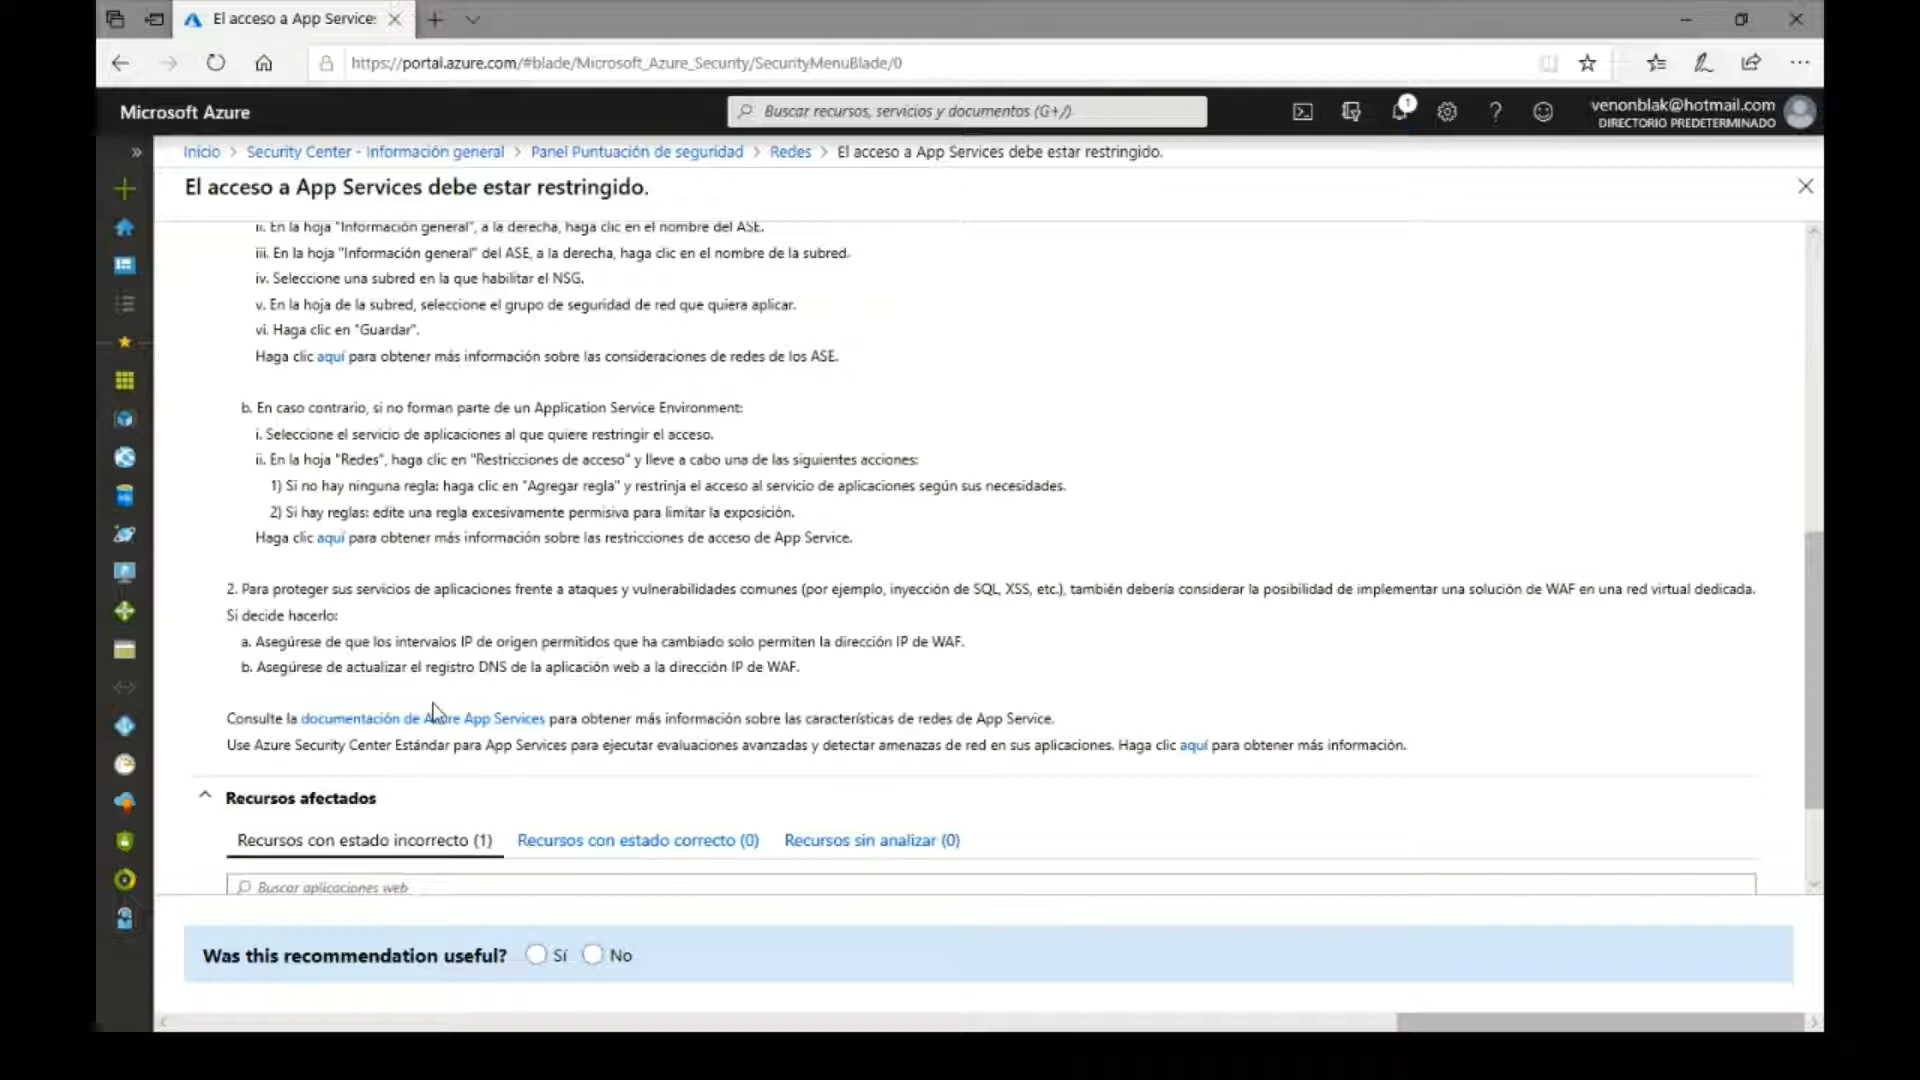 El acceso a App Service
https://portal.azure.com/#blade/Microsoft_Azure_Security/SecurityMenuBlade/0
Microsoft Azure
Buscar recursos, servicios y documentos (G+/)
1
venonblak@hotmail.com
DIRECTORIO PREDETERMINADO
Inicio > Security Center - Información general > Panel Puntuación de seguridad > Redes > El acceso a App Services debe estar restringido.
El acceso a App Services debe estar restringido.
ii. En la hoja "Información general", a la derecha, haga clic en el nombre del ASE.
iii. En la hoja "Información general" del ASE, a la derecha, haga clic en el nombre de la subred.
iv. Seleccione una subred en la que habilitar el NSG.
v. En la hoja de la subred, seleccione el grupo de seguridad de red que quiera aplicar.
vi. Haga clic en "Guardar".
Haga clic aquí para obtener más información sobre las consideraciones de redes de los ASE.
b. En caso contrario, si no forman parte de un Application Service Environment:
i. Seleccione el servicio de aplicaciones al que quiere restringir el acceso.
ii. En la hoja "Redes", haga clic en "Restricciones de acceso" y lleve a cabo una de las siguientes acciones:
1) Si no hay ninguna regla: haga clic en "Agregar regla" y restrinja el acceso al servicio de aplicaciones según sus necesidades.
2) Si hay reglas: edite una regla excesivamente permisiva para limitar la exposición.
Haga clic aquí para obtener más información sobre las restricciones de acceso de App Service.
2. Para proteger sus servicios de aplicaciones frente a ataques y vulnerabilidades comunes (por ejemplo, inyección de SQL, XSS, etc.), también debería considerar la posibilidad de implementar una solución de WAF en una red virtual dedicada.
Si decide hacerlo:
a. Asegúrese de que los intervalos IP de origen permitidos que ha cambiado solo permiten la dirección IP de WAF.
b. Asegúrese de actualizar el registro DNS de la aplicación web a la dirección IP de WAF.
Consulte la documentación de Azure App Services para obtener más información sobre las características de redes de App Service.
Use Azure Security Center Estándar para App Services para ejecutar evaluaciones avanzadas y detectar amenazas de red en sus aplicaciones. Haga clic aquí para obtener más información.
Recursos afectados
Recursos con estado incorrecto (1) Recursos con estado correcto (0) Recursos sin analizar (0)
Buscar aplicaciones web
Was this recommendation useful? Sí No